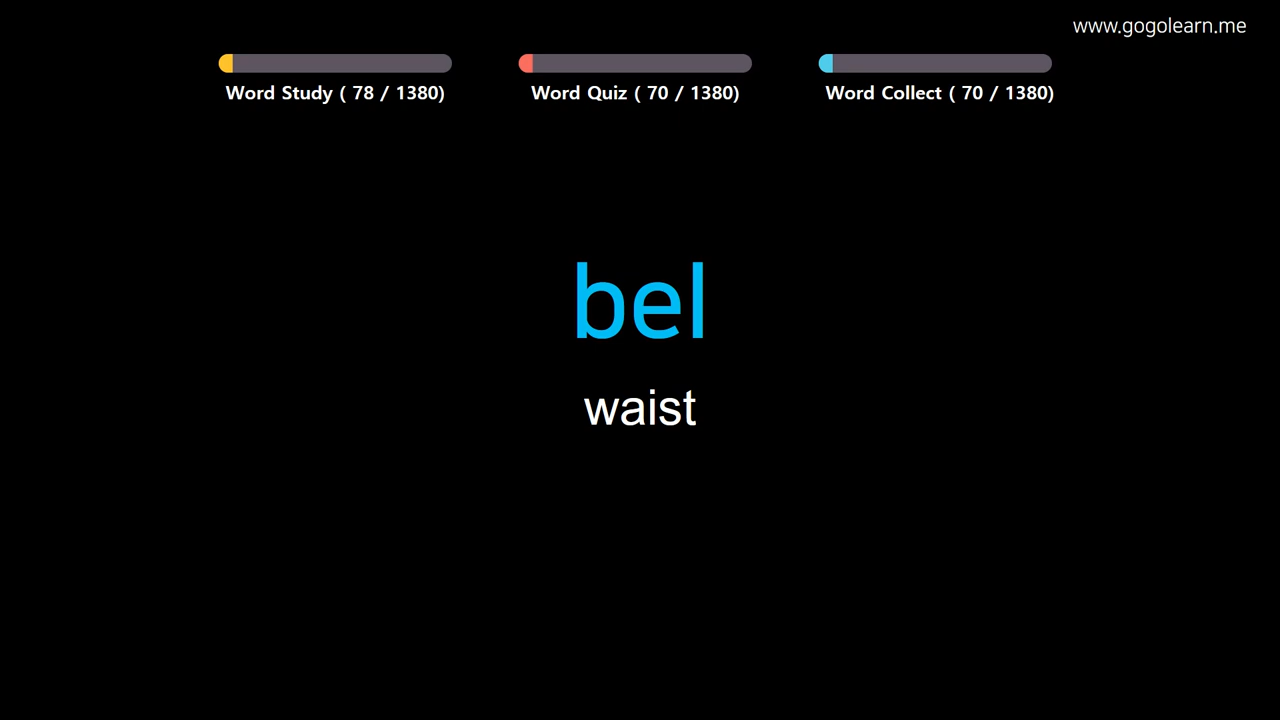 www.gogolearn.me
Word Study ( 78 / 1380)
Word Quiz ( 70 / 1380)
Word Collect ( 70 / 1380)
bel
waist